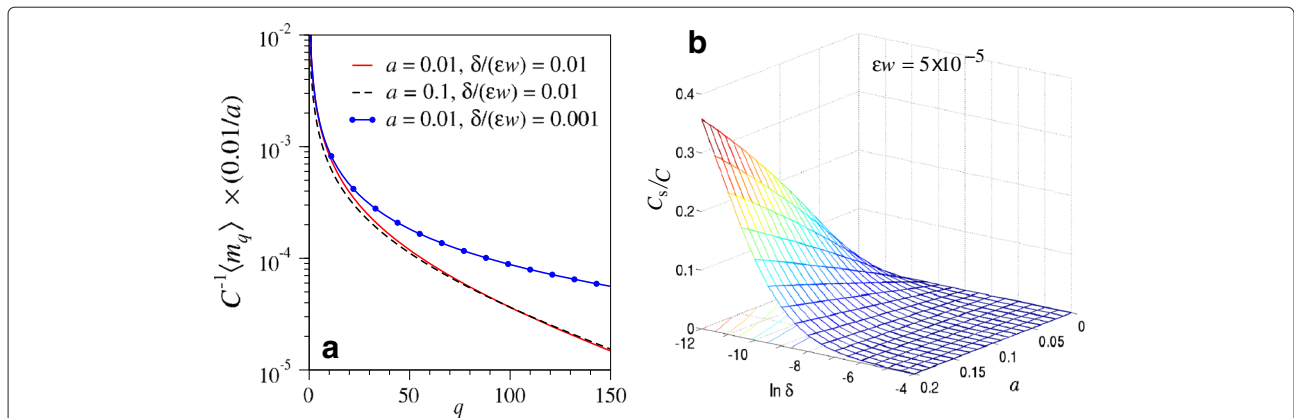 a
C⁻¹⟨m_q⟩ × (0.01/a)
10⁻²
10⁻³
10⁻⁴
10⁻⁵
a = 0.01, δ/(εw) = 0.01
a = 0.1, δ/(εw) = 0.01
a = 0.01, δ/(εw) = 0.001
0 50 100 150
q
b
εw = 5×10⁻⁵
C_s/C
0.4
0.3
0.2
0.1
0
-12 -10 -8 -6 -4
ln δ
0.2 0.15 0.1 0.05 0
a